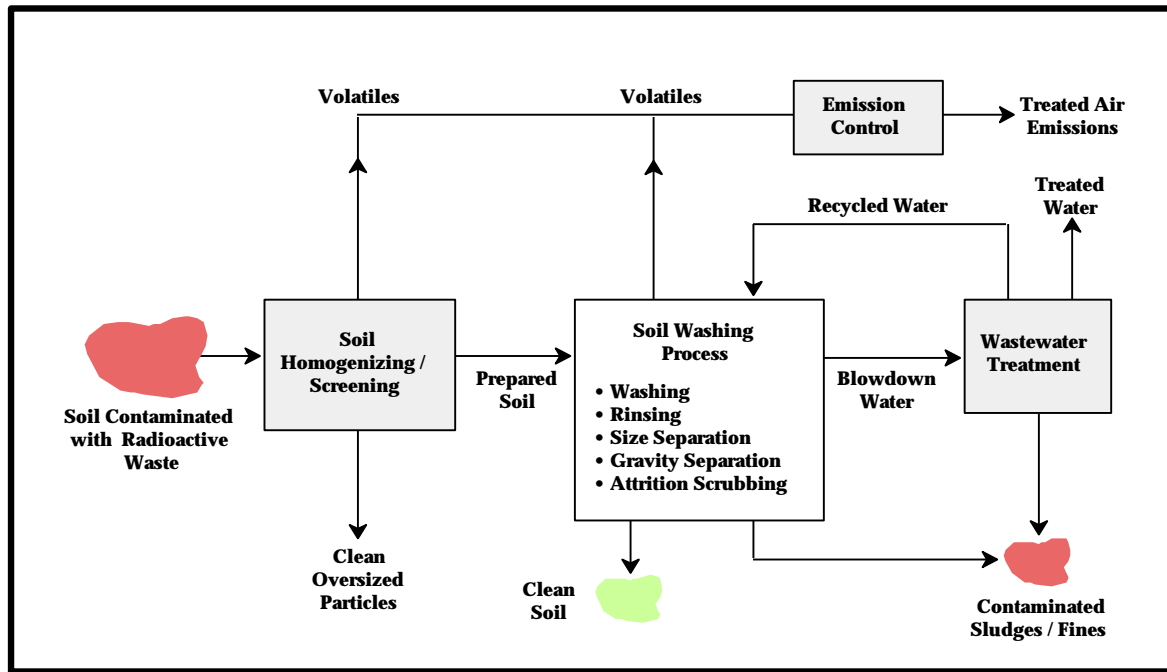 Volatiles
Volatiles
Emission
Control
Treated Air
Emissions
Treated
Water
Recycled Water
Soil
Homogenizing /
Screening
Soil Washing
Process
• Washing
• Rinsing
• Size Separation
• Gravity Separation
• Attrition Scrubbing
Wastewater
Treatment
Prepared
Soil
Blowdown
Water
Soil Contaminated
with Radioactive
Waste
Clean
Oversized
Particles
Clean
Soil
Contaminated
Sludges / Fines